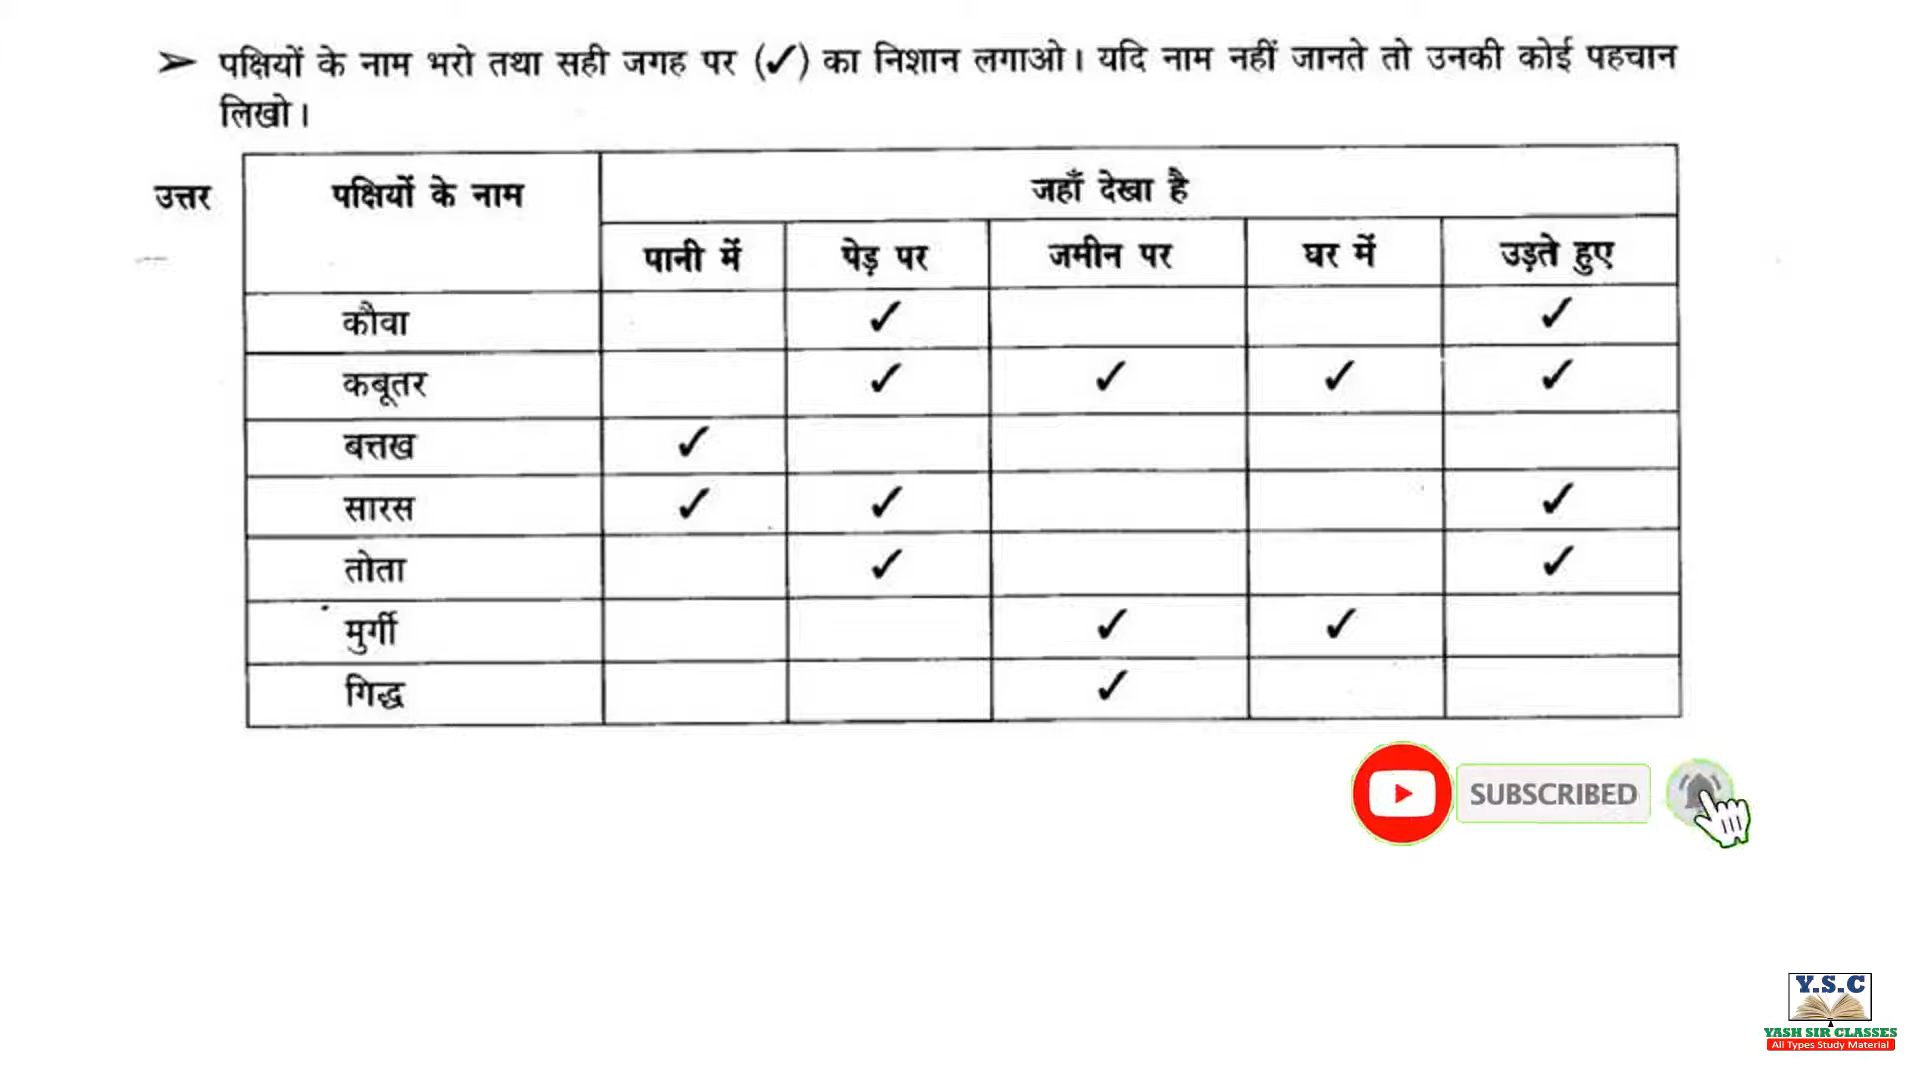 ➢ पक्षियों के नाम भरो तथा सही जगह पर (✓) का निशान लगाओ। यदि नाम नहीं जानते तो उनकी कोई पहचान
लिखो।
उत्तर पक्षियों के नाम जहाँ देखा है
पानी में पेड़ पर जमीन पर घर में उड़ते हुए
कौवा ✓ ✓
कबूतर ✓ ✓ ✓ ✓
बत्तख ✓
सारस ✓ ✓ ✓
तोता ✓ ✓
मुर्गी ✓ ✓
गिद्ध ✓
SUBSCRIBED
Y.S.C
YASH SIR CLASSES
All Types Study Material